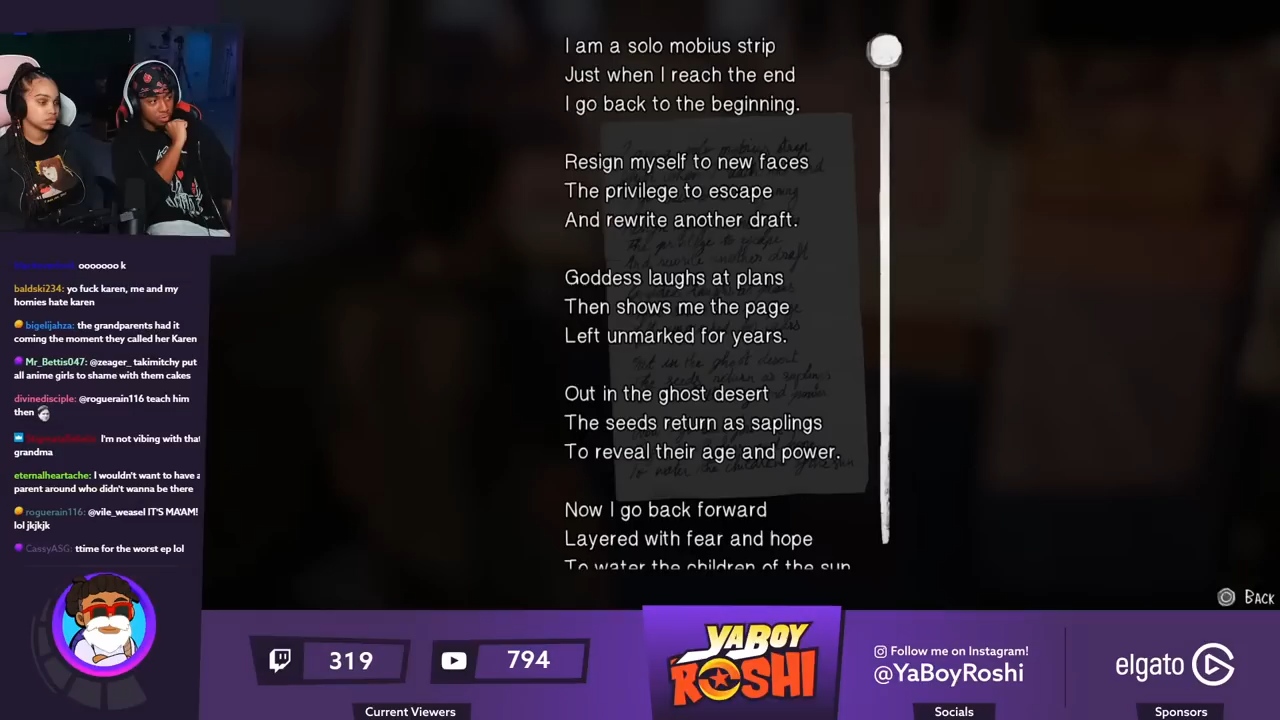 I am a solo mobius strip
Just when I reach the end
I go back to the beginning.
Resign myself to new faces
The privilege to escape
And rewrite another draft.
Goddess laughs at plans
Then shows me the page
Left unmarked for years.
Out in the ghost desert
The seeds return as saplings
To reveal their age and power.
Now I go back forward
Layered with fear and hope
To water the children of the sun
Back
ooooooo k
baldski234: yo fuck karen, me and my
homies hate karen
bigelijahza: the grandparents had it
coming the moment they called her Karen
Mr_Bettis047: @zeager_takimitchy put
all anime girls to shame with them cakes
divinedisciple: @roguerain116 teach him
then
I'm not vibing with that
grandma
eternalheartache: I wouldn't want to have a
parent around who didn't wanna be there
roguerain116: @vile_weasel IT'S MA'AM!
lol jkjkjk
CassyASG: ttime for the worst ep lol
319
794
Current Viewers
YABOY
ROSHI
Follow me on Instagram!
@YaBoyRoshi
Socials
elgato
Sponsors